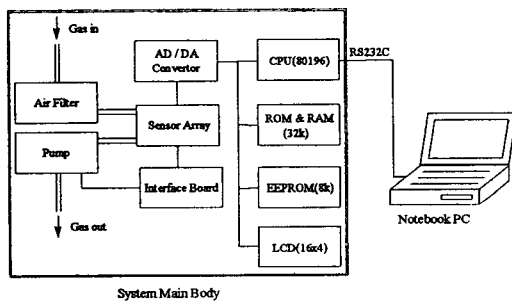 Gas in
AD / DA
Convertor
CPU(80196)
RS232C
Air Filter
Sensor Array
ROM & RAM
(32k)
Pump
Interface Board
EEPROM(8k)
Gas out
LCD(16x4)
Notebook PC
System Main Body